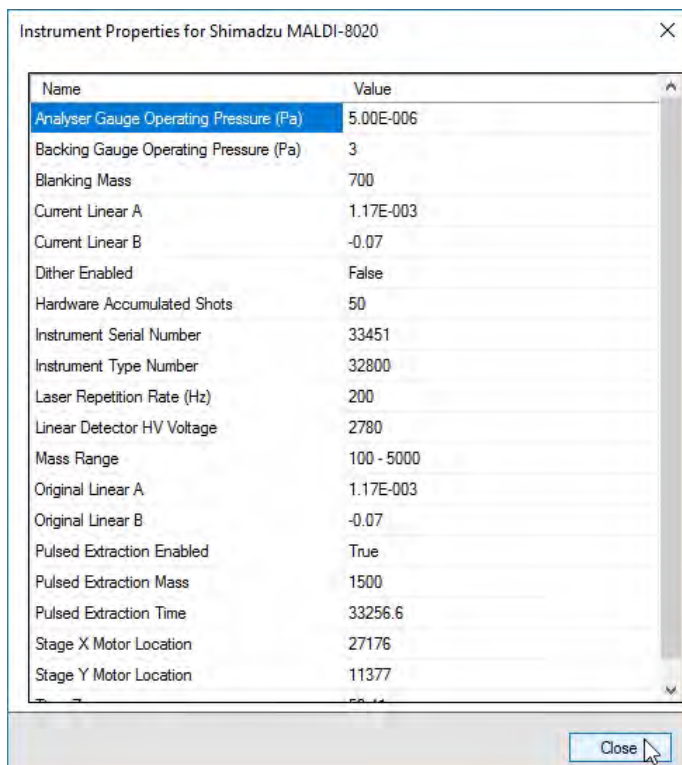 Instrument Properties for Shimadzu MALDI-8020
Name Value
Analyser Gauge Operating Pressure (Pa) 5.00E-006
Backing Gauge Operating Pressure (Pa) 3
Blanking Mass 700
Current Linear A 1.17E-003
Current Linear B -0.07
Dither Enabled False
Hardware Accumulated Shots 50
Instrument Serial Number 33451
Instrument Type Number 32800
Laser Repetition Rate (Hz) 200
Linear Detector HV Voltage 2780
Mass Range 100 - 5000
Original Linear A 1.17E-003
Original Linear B -0.07
Pulsed Extraction Enabled True
Pulsed Extraction Mass 1500
Pulsed Extraction Time 33256.6
Stage X Motor Location 27176
Stage Y Motor Location 11377
Close